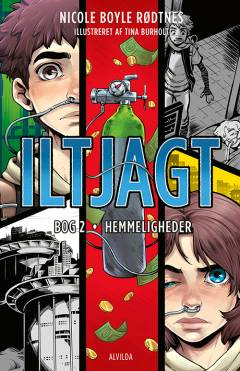 NICOLE BOYLE RØDTNES
ILLUSTRERET AF TINA BURHOLT
ILTJAGT
BOG 2 • HEMMELIGHEDER
ALVILDA